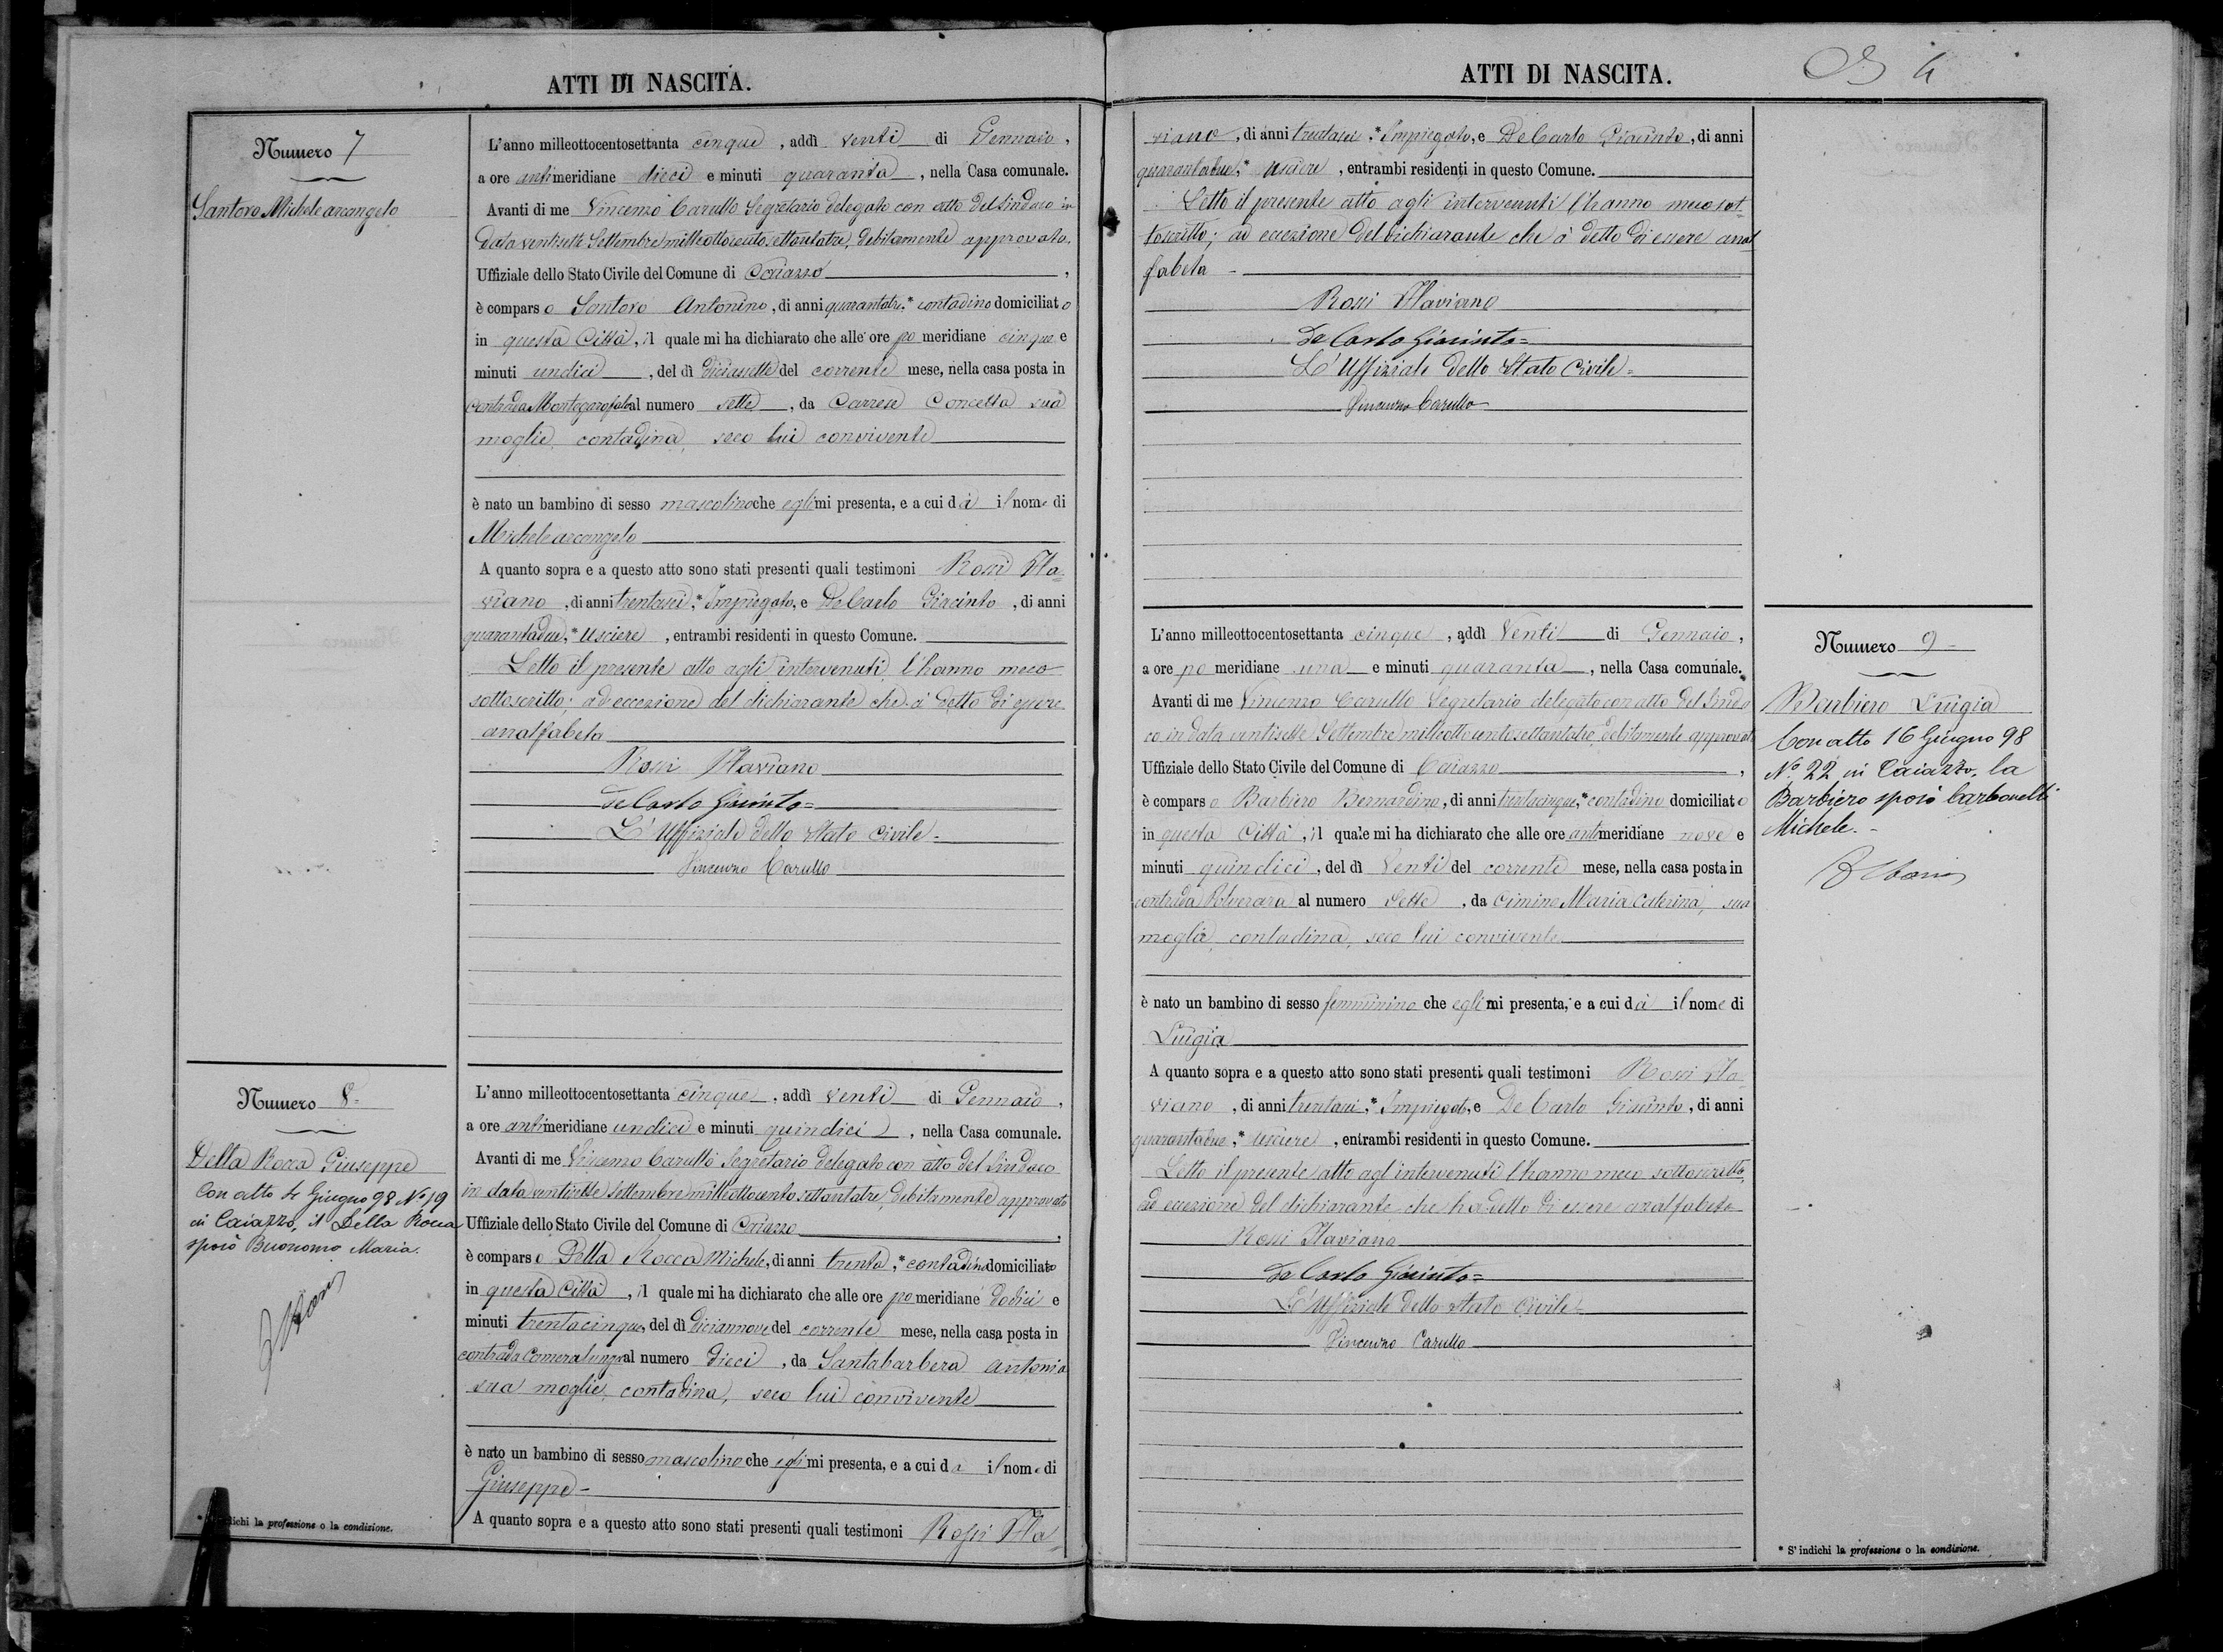 ATTI DI NASCITA.
Numero 7
Santoro Michelearcangelo
L'anno milleottocentosettanta cinque, addì venti di Gennaio,
a ore antimeridiane dieci e minuti quaranta, nella Casa comunale.
Avanti di me Vincenzo Carullo Segretario delegato con atto del Sindaco in
data ventisette Settembre milleottocentosettantatre, debitamente approvato,
Uffiziale dello Stato Civile del Comune di Caiazzo,
è comparso Santoro Antonino, di anni quarantatre,* contadino domiciliato
in questa Città, il quale mi ha dichiarato che alle ore pomeridiane cinque e
minuti undici, del dì diciassette del corrente mese, nella casa posta in
contrada Montegarofalo al numero sette, da Carrese Concetta sua
moglie, contadina, seco lui convivente
è nato un bambino di sesso mascolino che egli mi presenta, e a cui dà il nome di
Michelearcangelo
A quanto sopra e a questo atto sono stati presenti quali testimoni Rossi Fla=
viano, di anni trentasei,* Impiegato, e De Carlo Giacinto, di anni
quarantadue,* Usciere, entrambi residenti in questo Comune.
Letto il presente atto agli intervenuti l'hanno meco
sottoscritto; ad eccezione del dichiarante che à detto di essere
analfabeta
Rossi Flaviano
De Carlo Giacinto=
L'Uffiziale dello Stato Civile=
Vincenzo Carullo
Numero 8=
Della Rocca Giuseppe
Con atto 4 Giugno 98 N° 19
in Caiazzo, il Della Rocca
sposò Buonomo Maria.
L'anno milleottocentosettanta cinque, addì venti di Gennaio,
a ore antimeridiane undici e minuti quindici, nella Casa comunale.
Avanti di me Vincenzo Carullo Segretario delegato con atto del Sindaco
in data ventisette Settembre milleottocento settantatre, debitamente approvato
Uffiziale dello Stato Civile del Comune di Caiazzo,
è comparso Della Rocca Michele, di anni trenta,* contadino domiciliato
in questa Città, il quale mi ha dichiarato che alle ore pomeridiane dodici e
minuti trentacinque, del dì diciannove del corrente mese, nella casa posta in
contrada Cameralunga al numero dieci, da Santabarbera Antonia
sua moglie, contadina, seco lui convivente
è nato un bambino di sesso mascolino che egli mi presenta, e a cui dà il nome di
Giuseppe=
A quanto sopra e a questo atto sono stati presenti quali testimoni Rossi Fla=
dichi la professione o la condizione.
ATTI DI NASCITA.
4
viano, di anni trentasei,* Impiegato, e De Carlo Giacinto, di anni
quarantadue,* usciere, entrambi residenti in questo Comune.
Letto il presente atto agli intervenuti l'hanno meco sot=
toscritto; ad eccezione del dichiarante che à detto di essere anal
fabeta
Rossi Flaviano
De Carlo Giacinto=
L'Uffiziale dello Stato Civile=
Vincenzo Carullo
L'anno milleottocentosettanta cinque, addì Venti di Gennaio,
a ore pomeridiane una e minuti quaranta, nella Casa comunale.
Avanti di me Vincenzo Carullo Segretario delegato con atto del Sinda
co in data ventisette Settembre milleottocentosettantatre, debitamente approvato
Uffiziale dello Stato Civile del Comune di Caiazzo,
è comparso Barbiero Bernardino, di anni trentacinque,* contadino domiciliato
in questa Città, il quale mi ha dichiarato che alle ore antimeridiane nove e
minuti quindici, del dì Venti del corrente mese, nella casa posta in
contrada Polverara al numero Sette, da Cimino Maria Caterina, sua
moglie, contadina, seco lui convivente
è nato un bambino di sesso femminino che egli mi presenta, e a cui dà il nome di
Luigia
A quanto sopra e a questo atto sono stati presenti quali testimoni Rossi Fla
viano, di anni trentasei,* Impiegato, e De Carlo Giacinto, di anni
quarantadue,* usciere, entrambi residenti in questo Comune.
Letto il presente atto agl'intervenuti l'hanno meco sottoscritto,
ad eccezione del dichiarante che ha detto di essere analfabeta
Rossi Flaviano
De Carlo Giacinto=
L'Uffiziale dello Stato Civile=
Vincenzo Carullo
Numero 9=
Barbiero Luigia
Con atto 16 Giugno 98
N° 22 in Caiazzo, la
Barbiero sposò Carbonelli
Michele.=
* S'indichi la professione o la condizione.